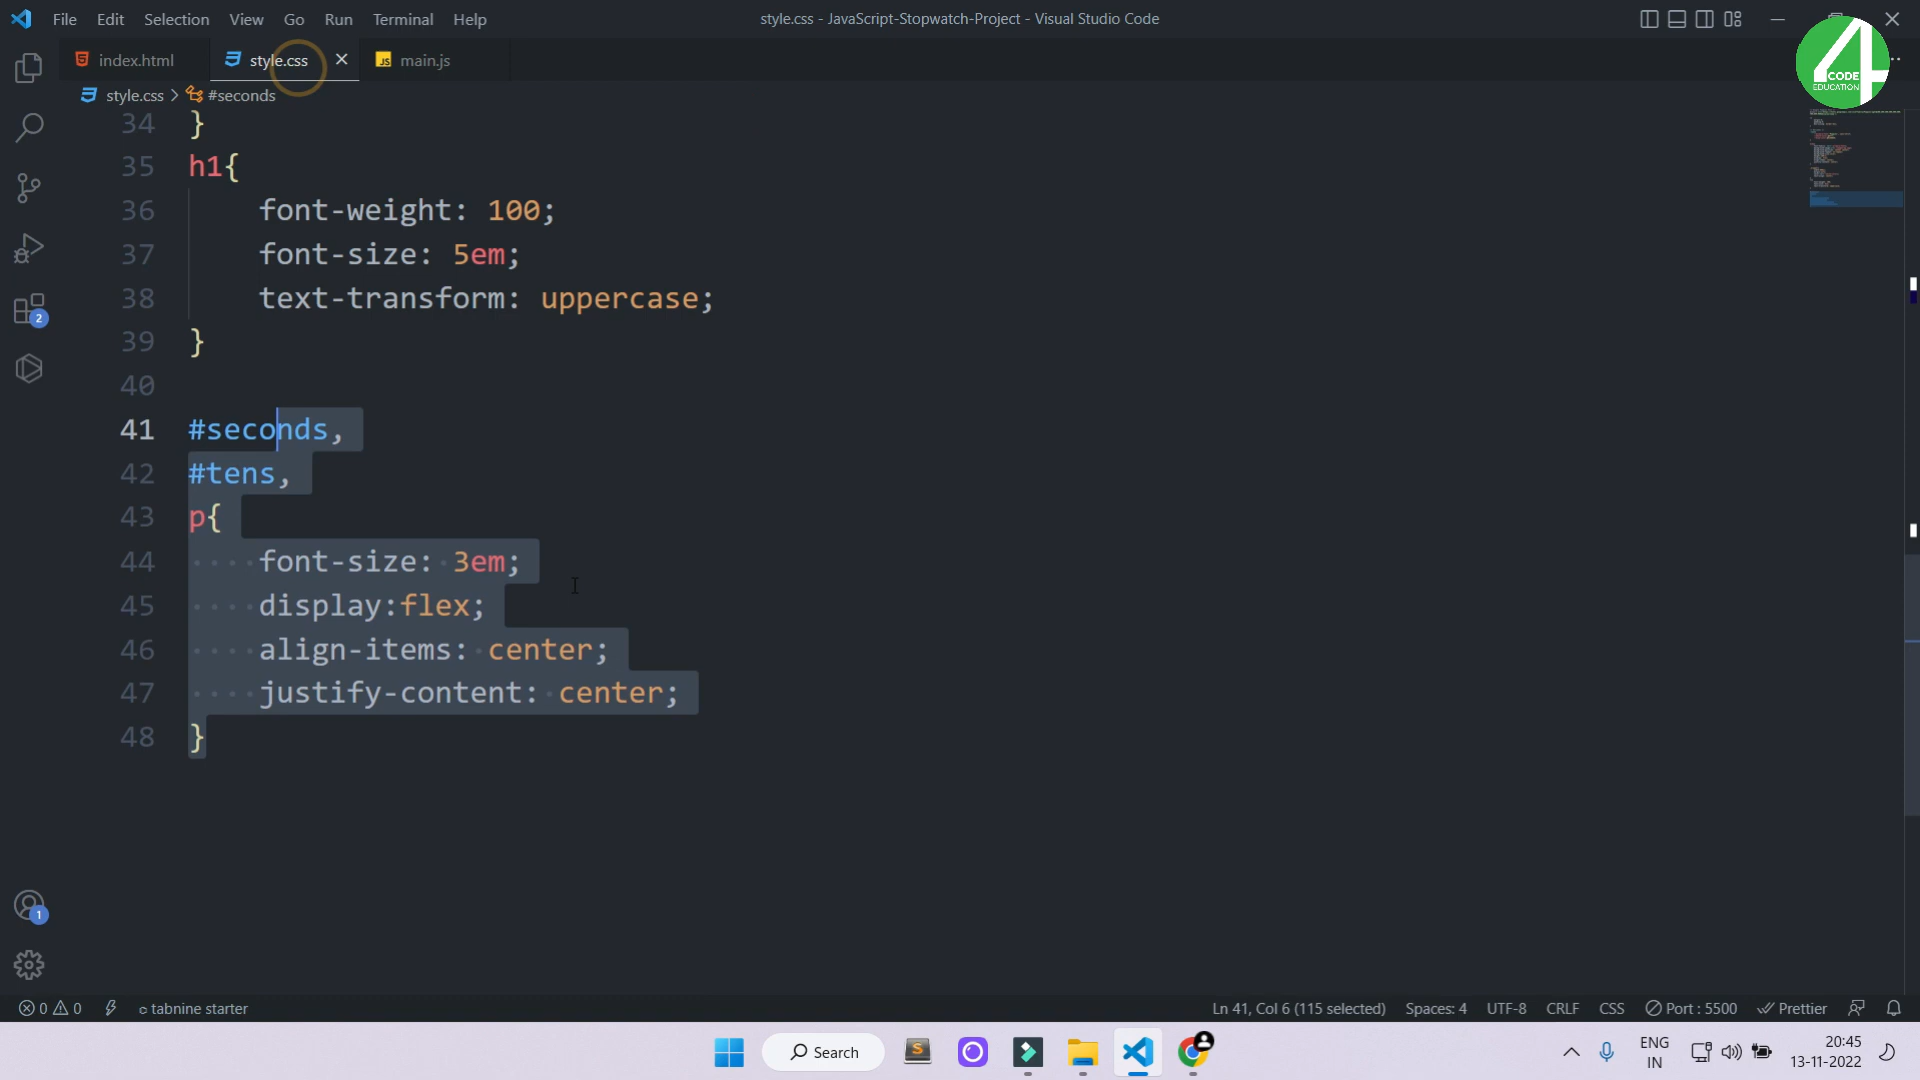 File Edit Selection View Go Run Terminal Help
style.css - JavaScript-Stopwatch-Project - Visual Studio Code
index.html
style.css
JS main.js
4 CODE EDUCATION
style.css > #seconds
34 }
35 h1{
36 font-weight: 100;
37 font-size: 5em;
38 text-transform: uppercase;
39 }
40
41 #seconds,
42 #tens,
43 p{
44 font-size: 3em;
45 display:flex;
46 align-items: center;
47 justify-content: center;
48 }
2
1
0 0 tabnine starter
Ln 41, Col 6 (115 selected) Spaces: 4 UTF-8 CRLF CSS Port : 5500 Prettier
Search
S
ENG
IN
20:45
13-11-2022